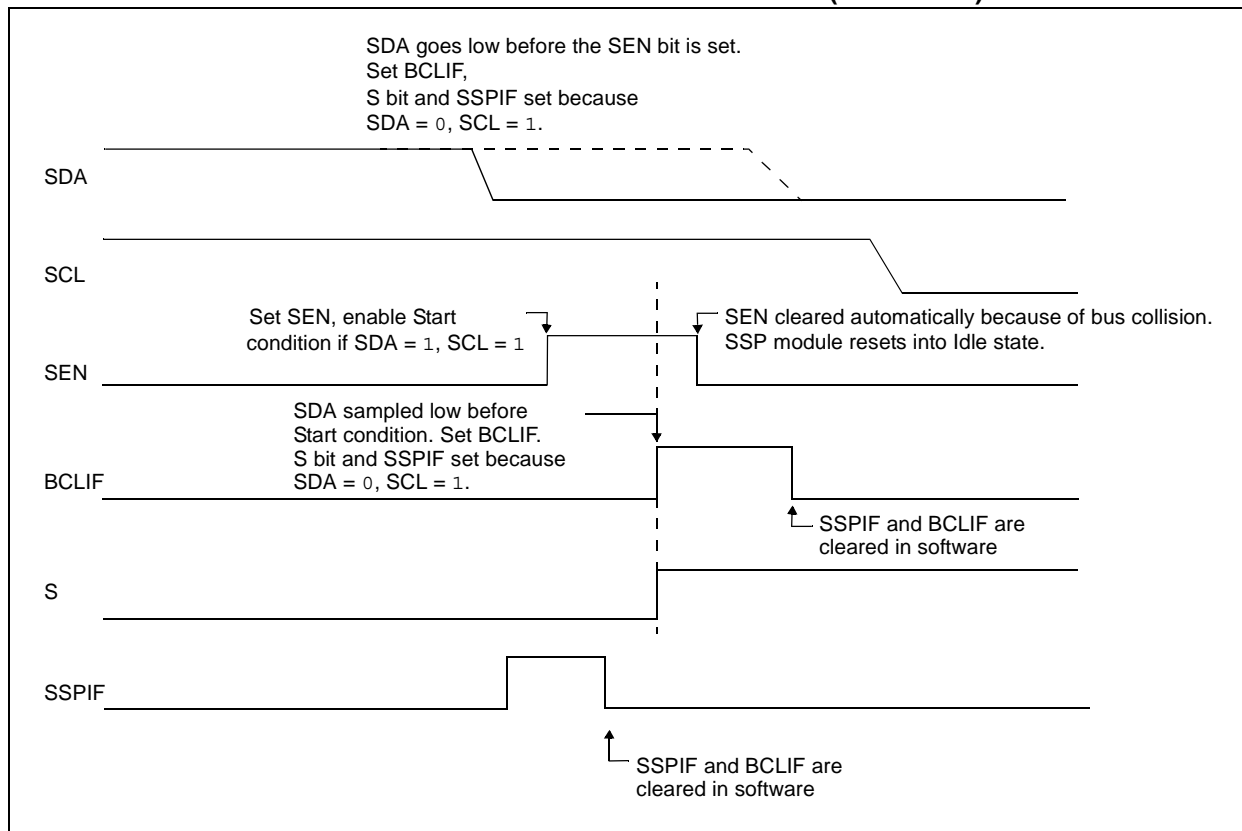 SDA goes low before the SEN bit is set.
Set BCLIF,
S bit and SSPIF set because
SDA = 0, SCL = 1.
SDA
SCL
Set SEN, enable Start
condition if SDA = 1, SCL = 1
SEN cleared automatically because of bus collision.
SSP module resets into Idle state.
SEN
SDA sampled low before
Start condition. Set BCLIF.
S bit and SSPIF set because
SDA = 0, SCL = 1.
BCLIF
SSPIF and BCLIF are
cleared in software
S
SSPIF
SSPIF and BCLIF are
cleared in software